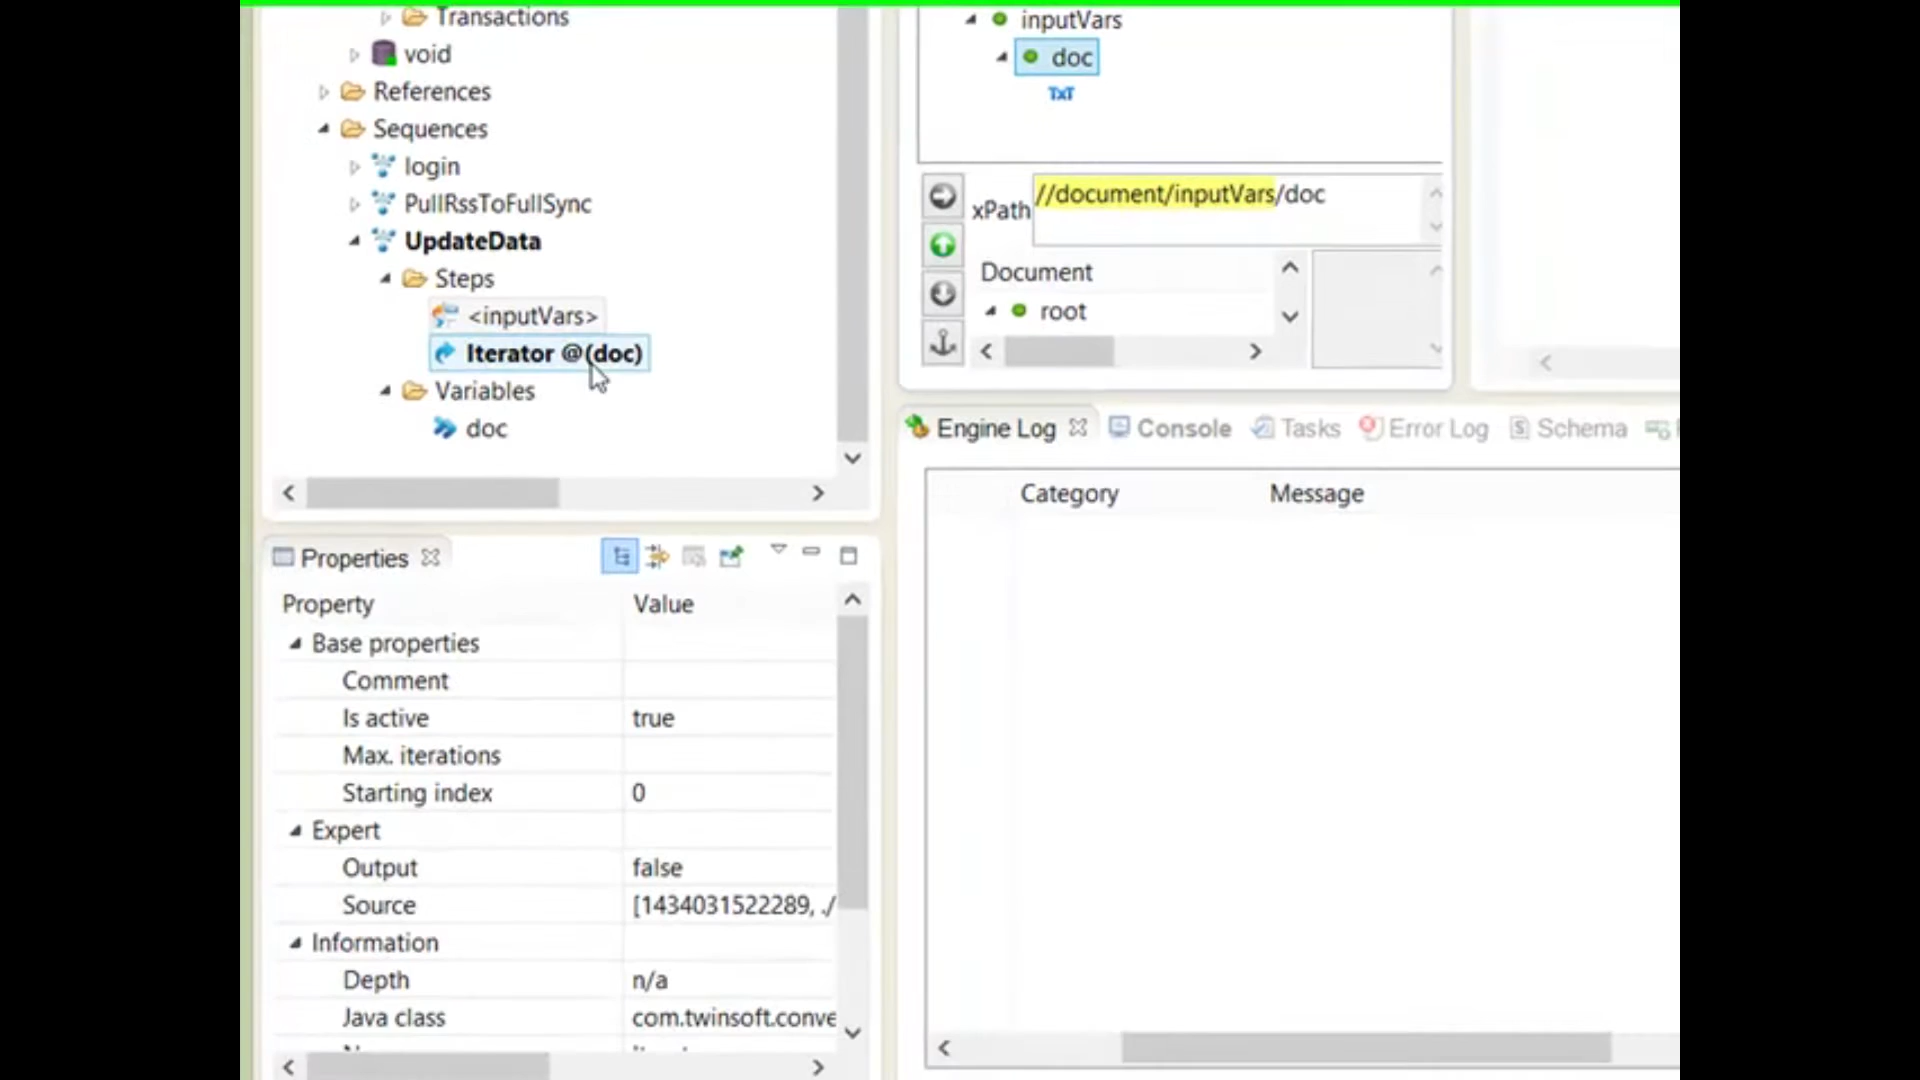 Transactions
void
References
Sequences
login
PullRssToFullSync
UpdateData
Steps
<inputVars>
Iterator @(doc)
Variables
doc
Properties
Property Value
Base properties
Comment
Is active true
Max. iterations
Starting index 0
Expert
Output false
Source [1434031522289, ./
Information
Depth n/a
Java class com.twinsoft.conve
inputVars
doc
TXT
xPath //document/inputVars/doc
Document
root
Engine Log Console Tasks Error Log Schema
Category Message